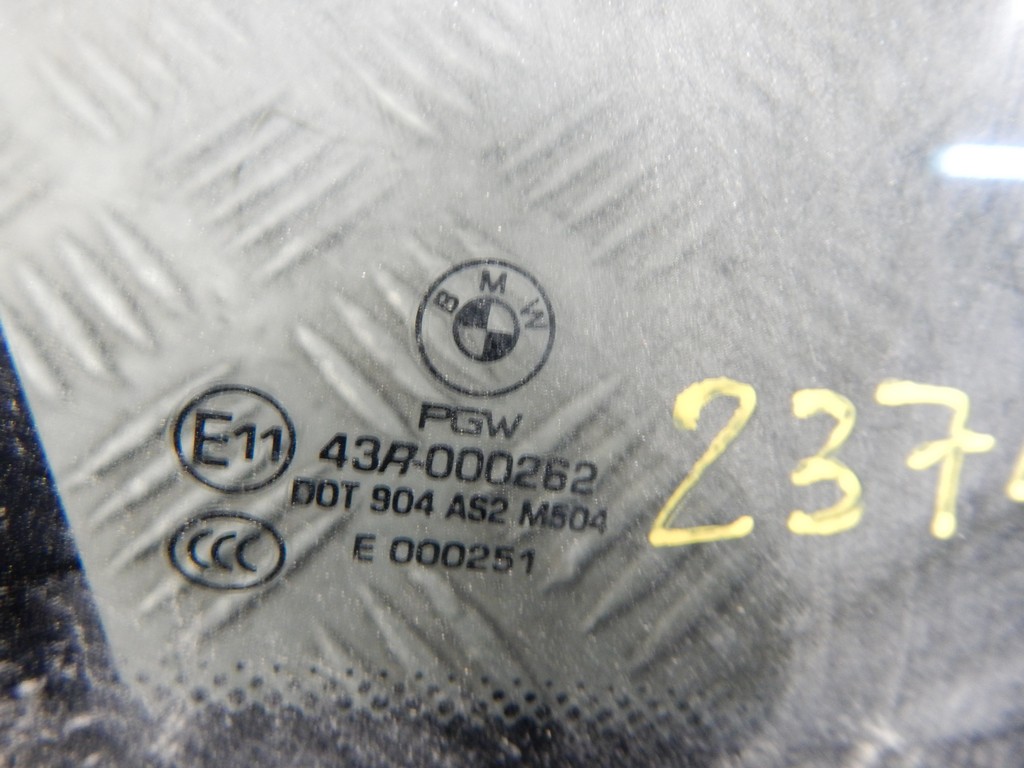 BMW
PGW
E11
43R-000262
DOT 904 AS2 M504
CCC
E 000251
237